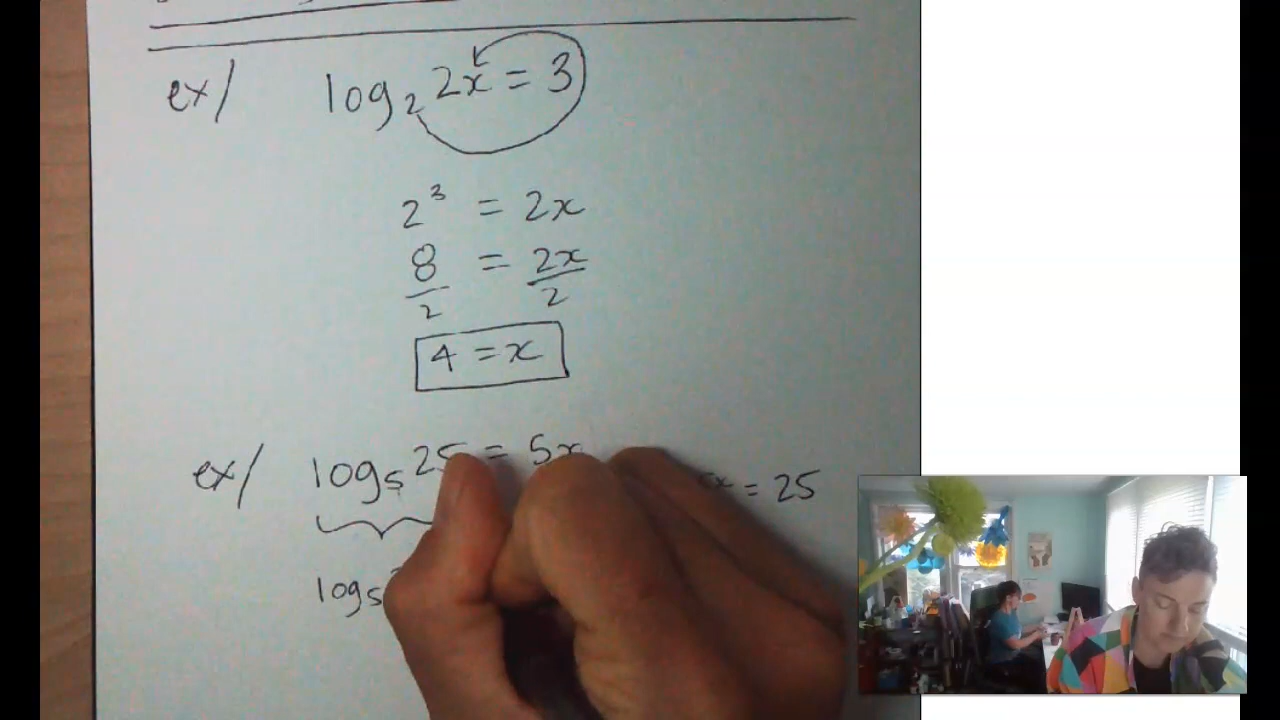 ex/ log₂ 2x = 3
2³ = 2x
8/2 = 2x/2
4 = x
ex/ log₅ 25 = 5x
= 25
log₅